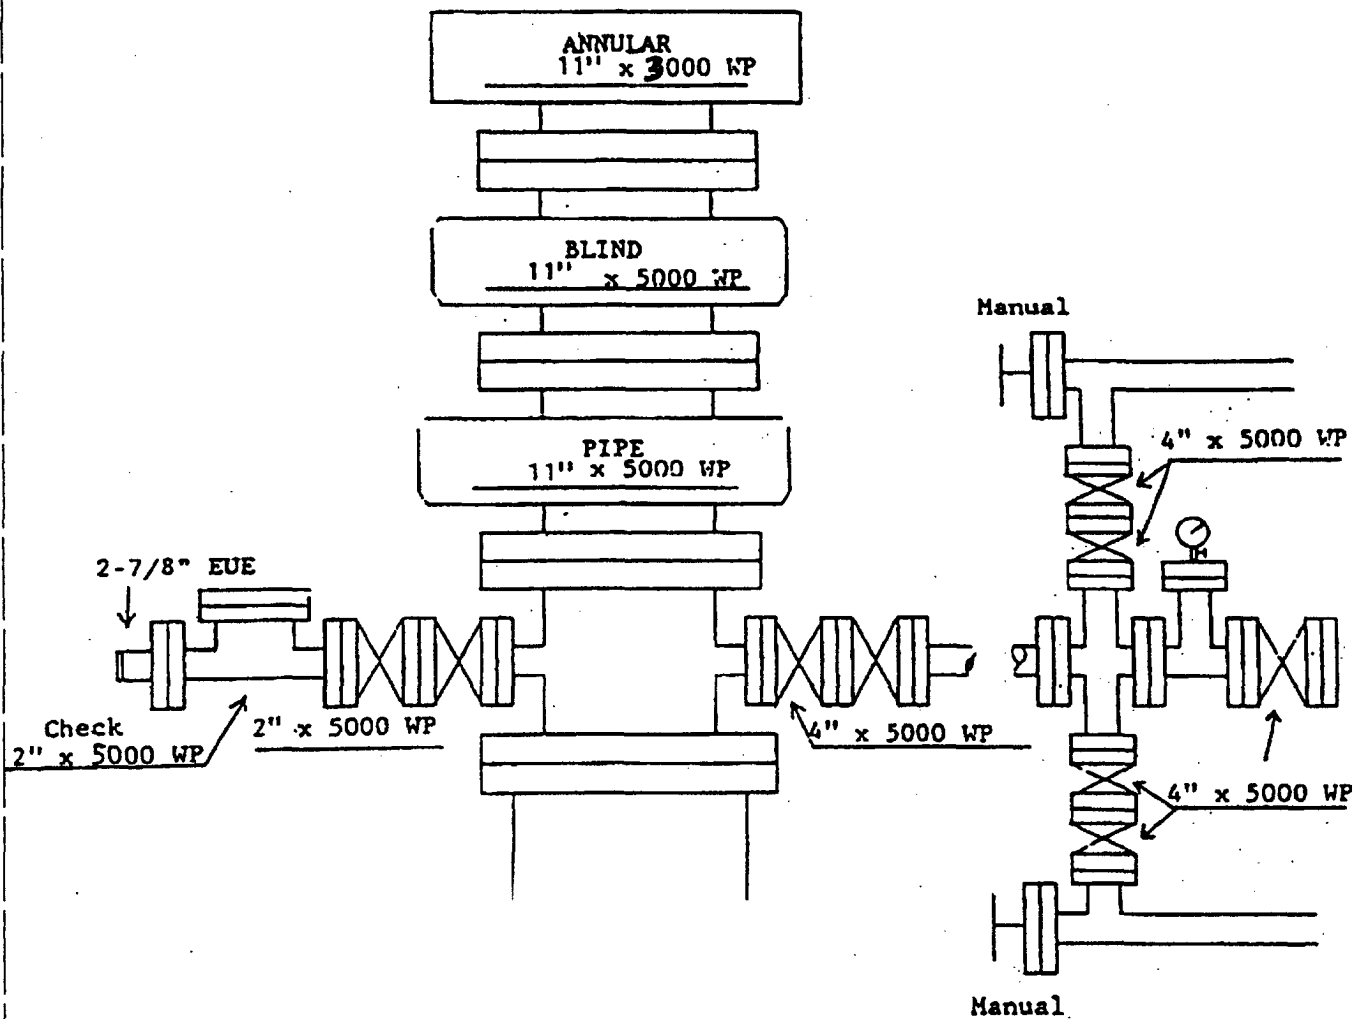 ANNULAR
11" x 3000 WP
BLIND
11" x 5000 WP
Manual
PIPE
11" x 5000 WP
4" x 5000 WP
2-7/8" EUE
Check
2" x 5000 WP
2" x 5000 WP
4" x 5000 WP
4" x 5000 WP
Manual